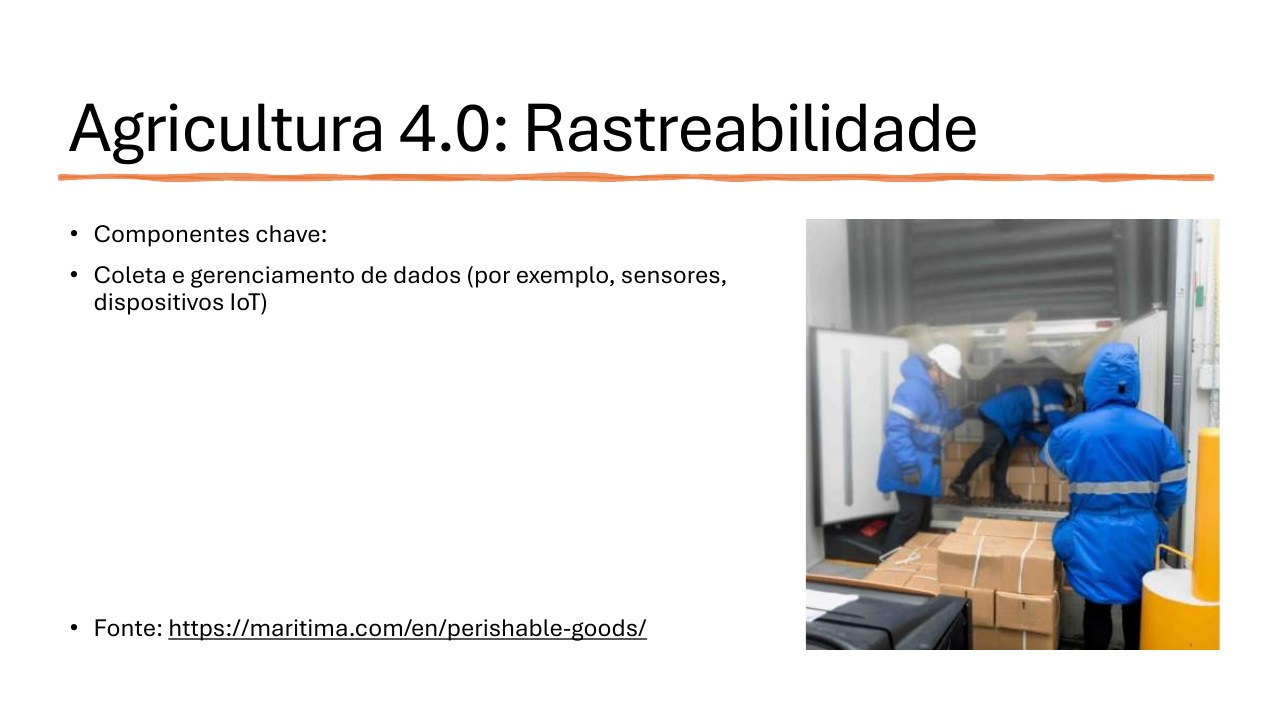 Agricultura 4.0: Rastreabilidade
• Componentes chave:
• Coleta e gerenciamento de dados (por exemplo, sensores,
dispositivos IoT)
• Fonte: https://maritima.com/en/perishable-goods/